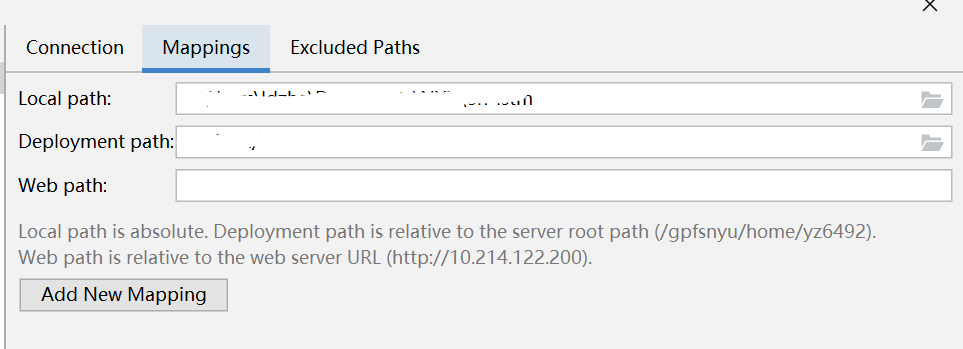 Connection Mappings Excluded Paths
Local path:
Deployment path:
Web path:
Local path is absolute. Deployment path is relative to the server root path (/gpfsnyu/home/yz6492).
Web path is relative to the web server URL (http://10.214.122.200).
Add New Mapping